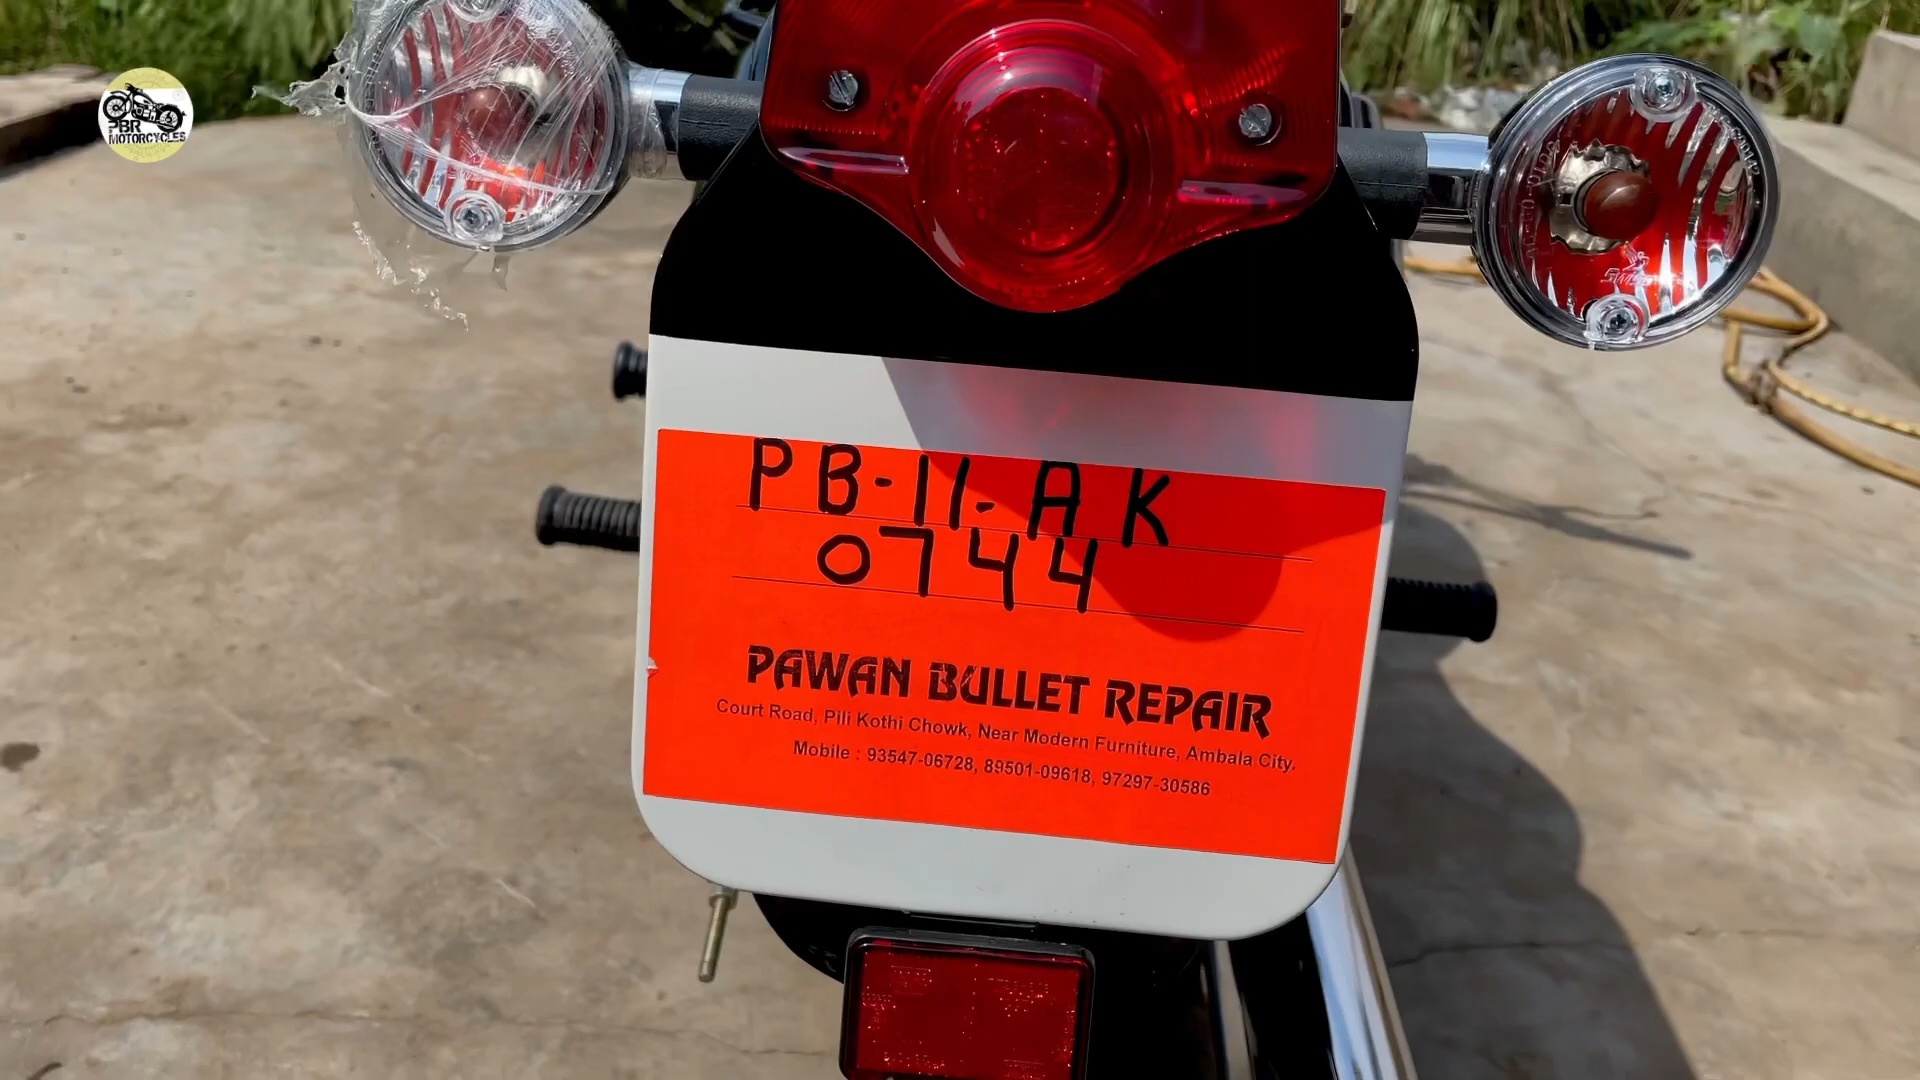 PBR
MOTORCYCLES
PB-11-AK
0744
PAWAN BULLET REPAIR
Court Road, Pili Kothi Chowk, Near Modern Furniture, Ambala City.
Mobile : 93547-06728, 89501-09618, 97297-30586